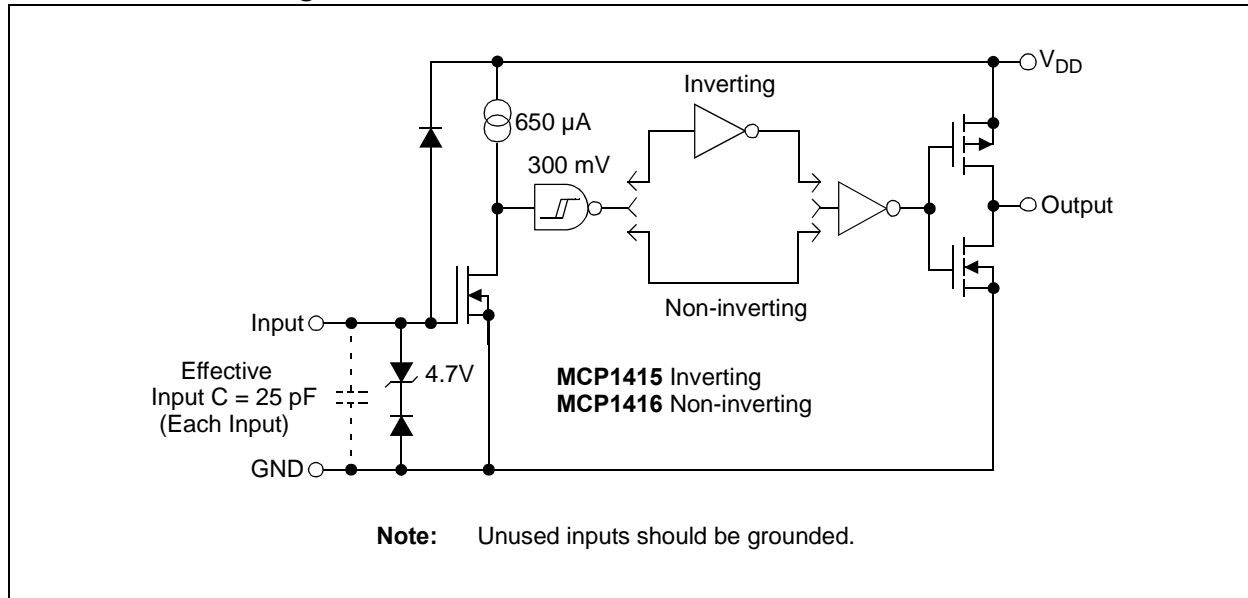 V_DD
Inverting
650 µA
300 mV
Output
Non-inverting
Input
Effective
Input C = 25 pF
(Each Input)
4.7V
MCP1415 Inverting
MCP1416 Non-inverting
GND
Note: Unused inputs should be grounded.